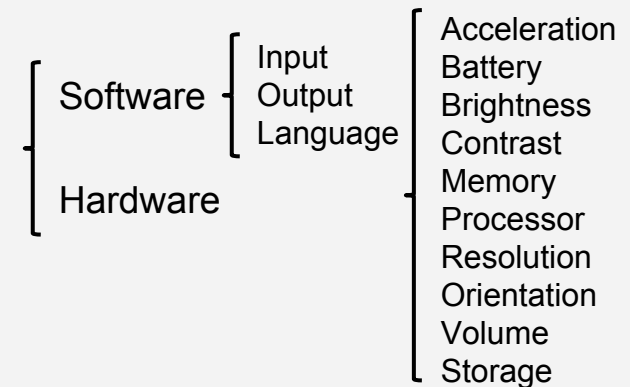 Software
Hardware
Input
Output
Language
Acceleration
Battery
Brightness
Contrast
Memory
Processor
Resolution
Orientation
Volume
Storage